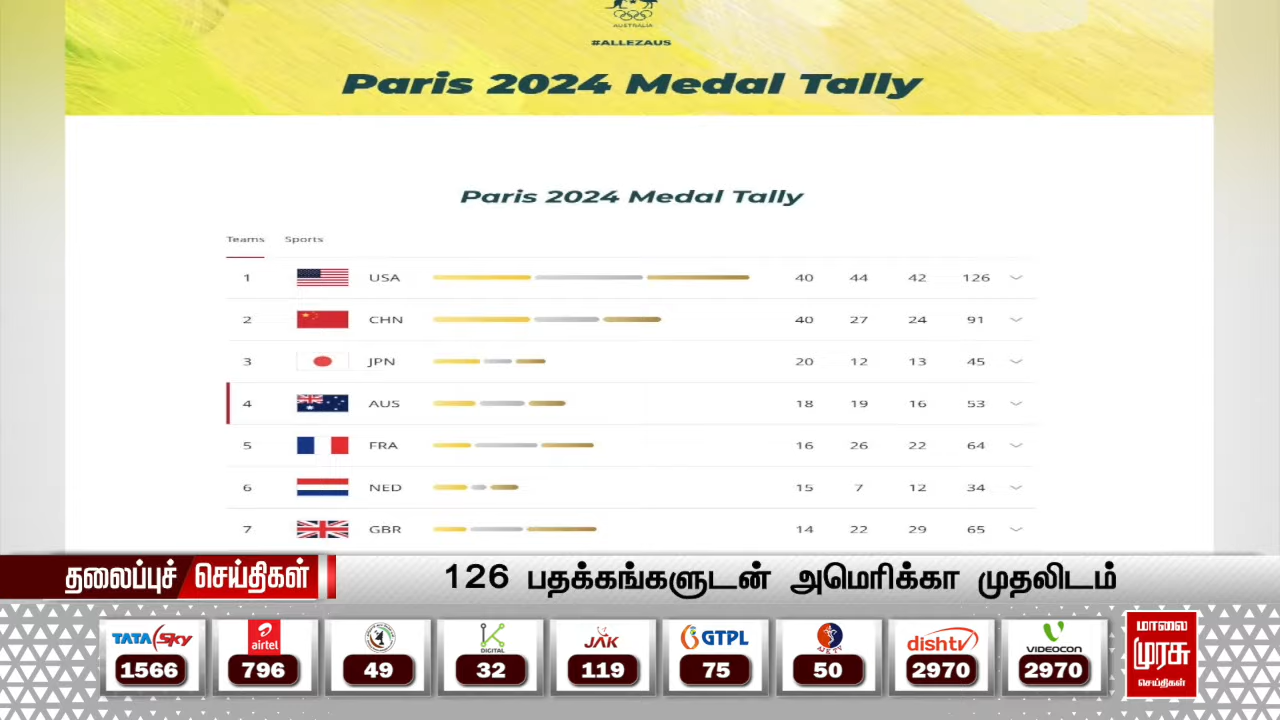 AUSTRALIA
#ALLEZAUS
Paris 2024 Medal Tally
Paris 2024 Medal Tally
Teams Sports
1 USA 40 44 42 126
2 CHN 40 27 24 91
3 JPN 20 12 13 45
4 AUS 18 19 16 53
5 FRA 16 26 22 64
6 NED 15 7 12 34
7 GBR 14 22 29 65
தலைப்புச் செய்திகள் 126 பதக்கங்களுடன் அமெரிக்கா முதலிடம்
TATA Sky airtel DIGITAL JAK GTPL dishtv VIDEOCON
1566 796 49 32 119 75 50 2970 2970
மாலை
முரசு
செய்திகள்